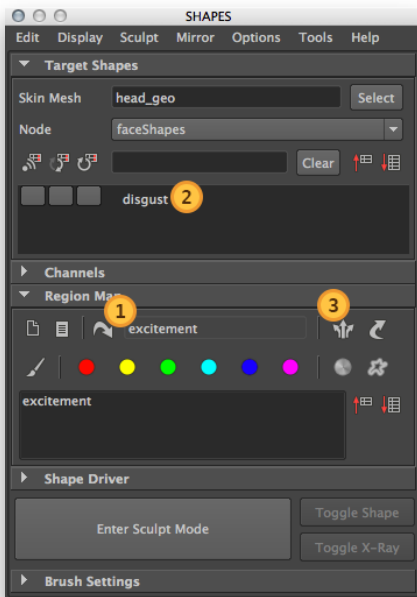 SHAPES
Edit Display Sculpt Mirror Options Tools Help
Target Shapes
Skin Mesh head_geo Select
Node faceShapes
Clear
disgust 2
Channels
Region Map
1 excitement 3
excitement
Shape Driver
Enter Sculpt Mode
Toggle Shape
Toggle X-Ray
Brush Settings